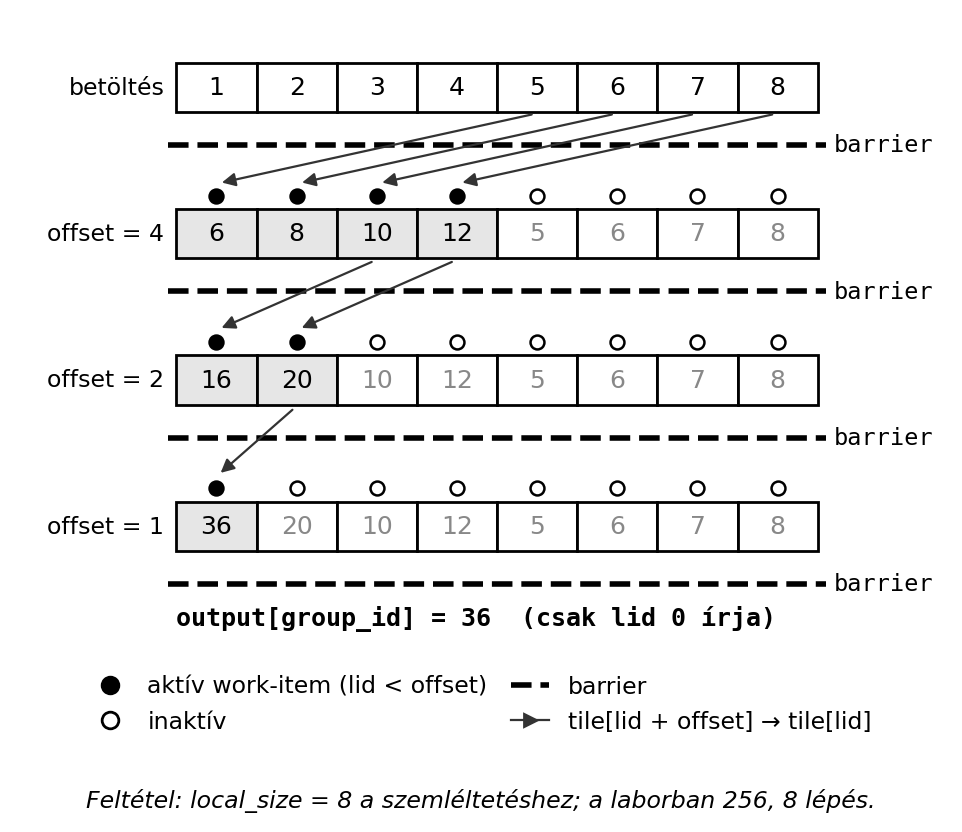 betöltés 1 2 3 4 5 6 7 8
barrier
offset = 4 6 8 10 12 5 6 7 8
barrier
offset = 2 16 20 10 12 5 6 7 8
barrier
offset = 1 36 20 10 12 5 6 7 8
barrier
output[group_id] = 36 (csak lid 0 írja)
aktív work-item (lid < offset) barrier
inaktív tile[lid + offset] → tile[lid]
Feltétel: local_size = 8 a szemléltetéshez; a laborban 256, 8 lépés.